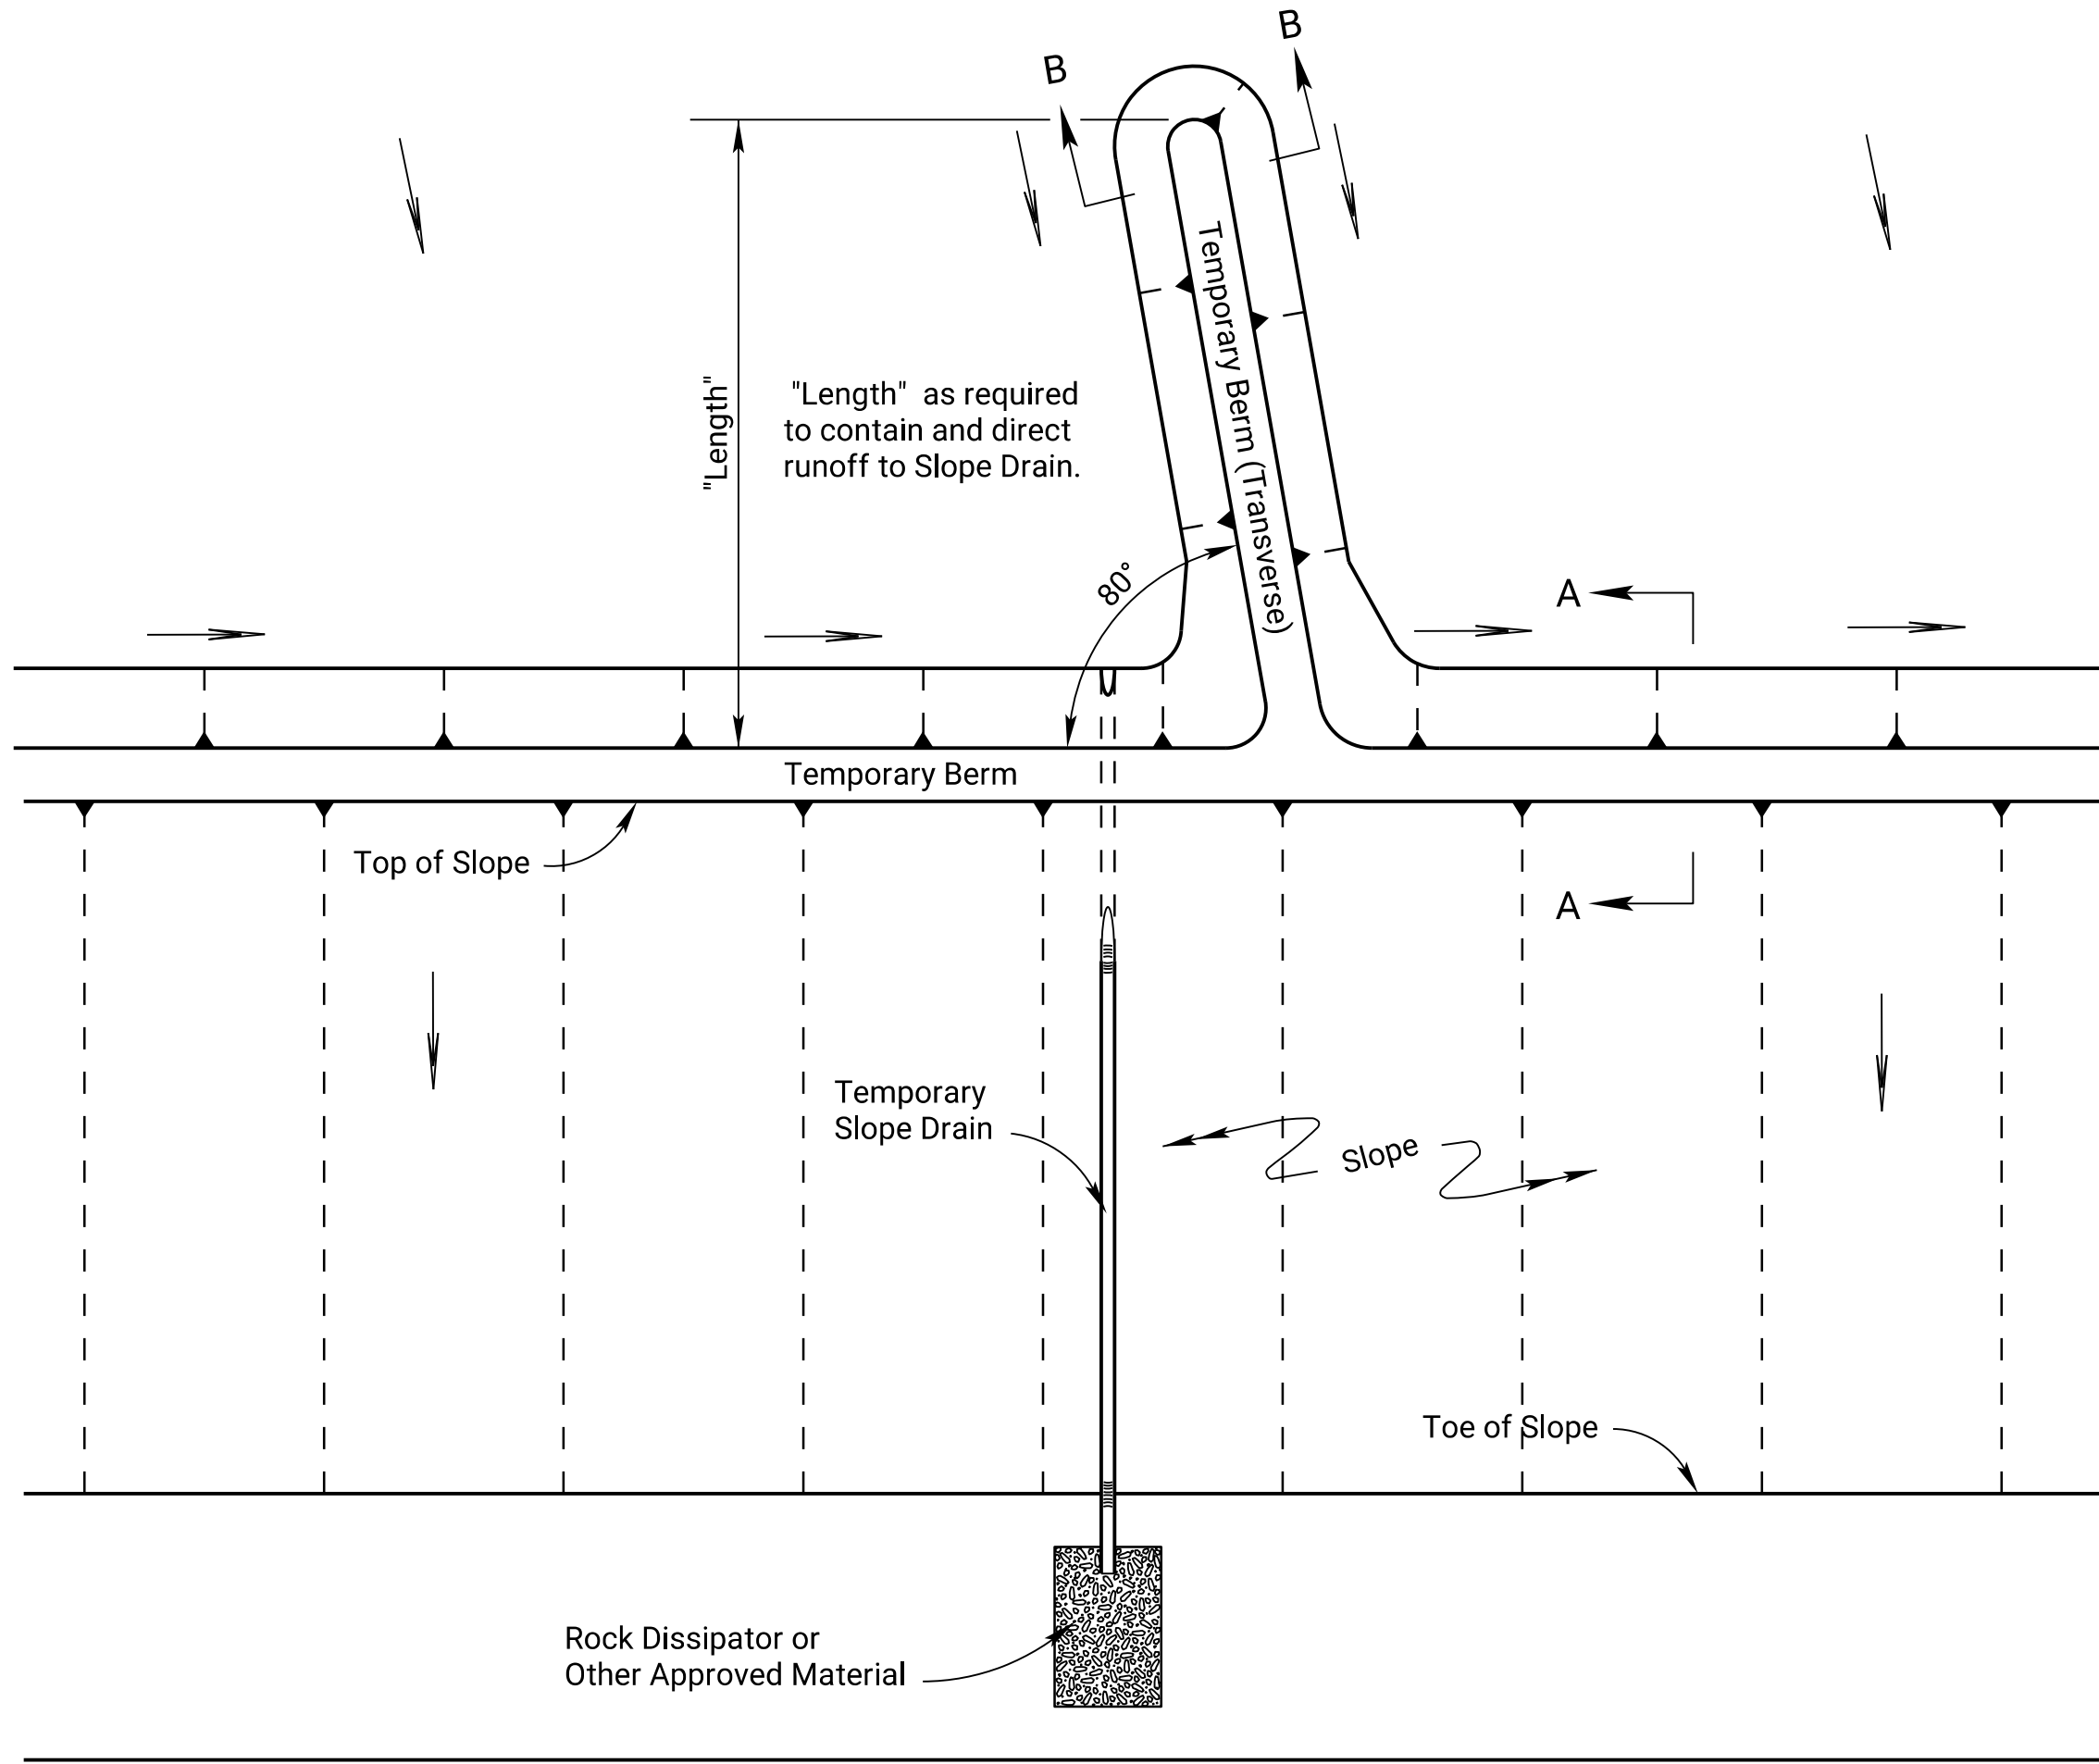 B
B
"Length"
"Length" as required
to contain and direct
runoff to Slope Drain.
Temporary Berm (Transverse)
80°
A
Temporary Berm
Top of Slope
A
Temporary
Slope Drain
Slope
Toe of Slope
Rock Dissipator or
Other Approved Material